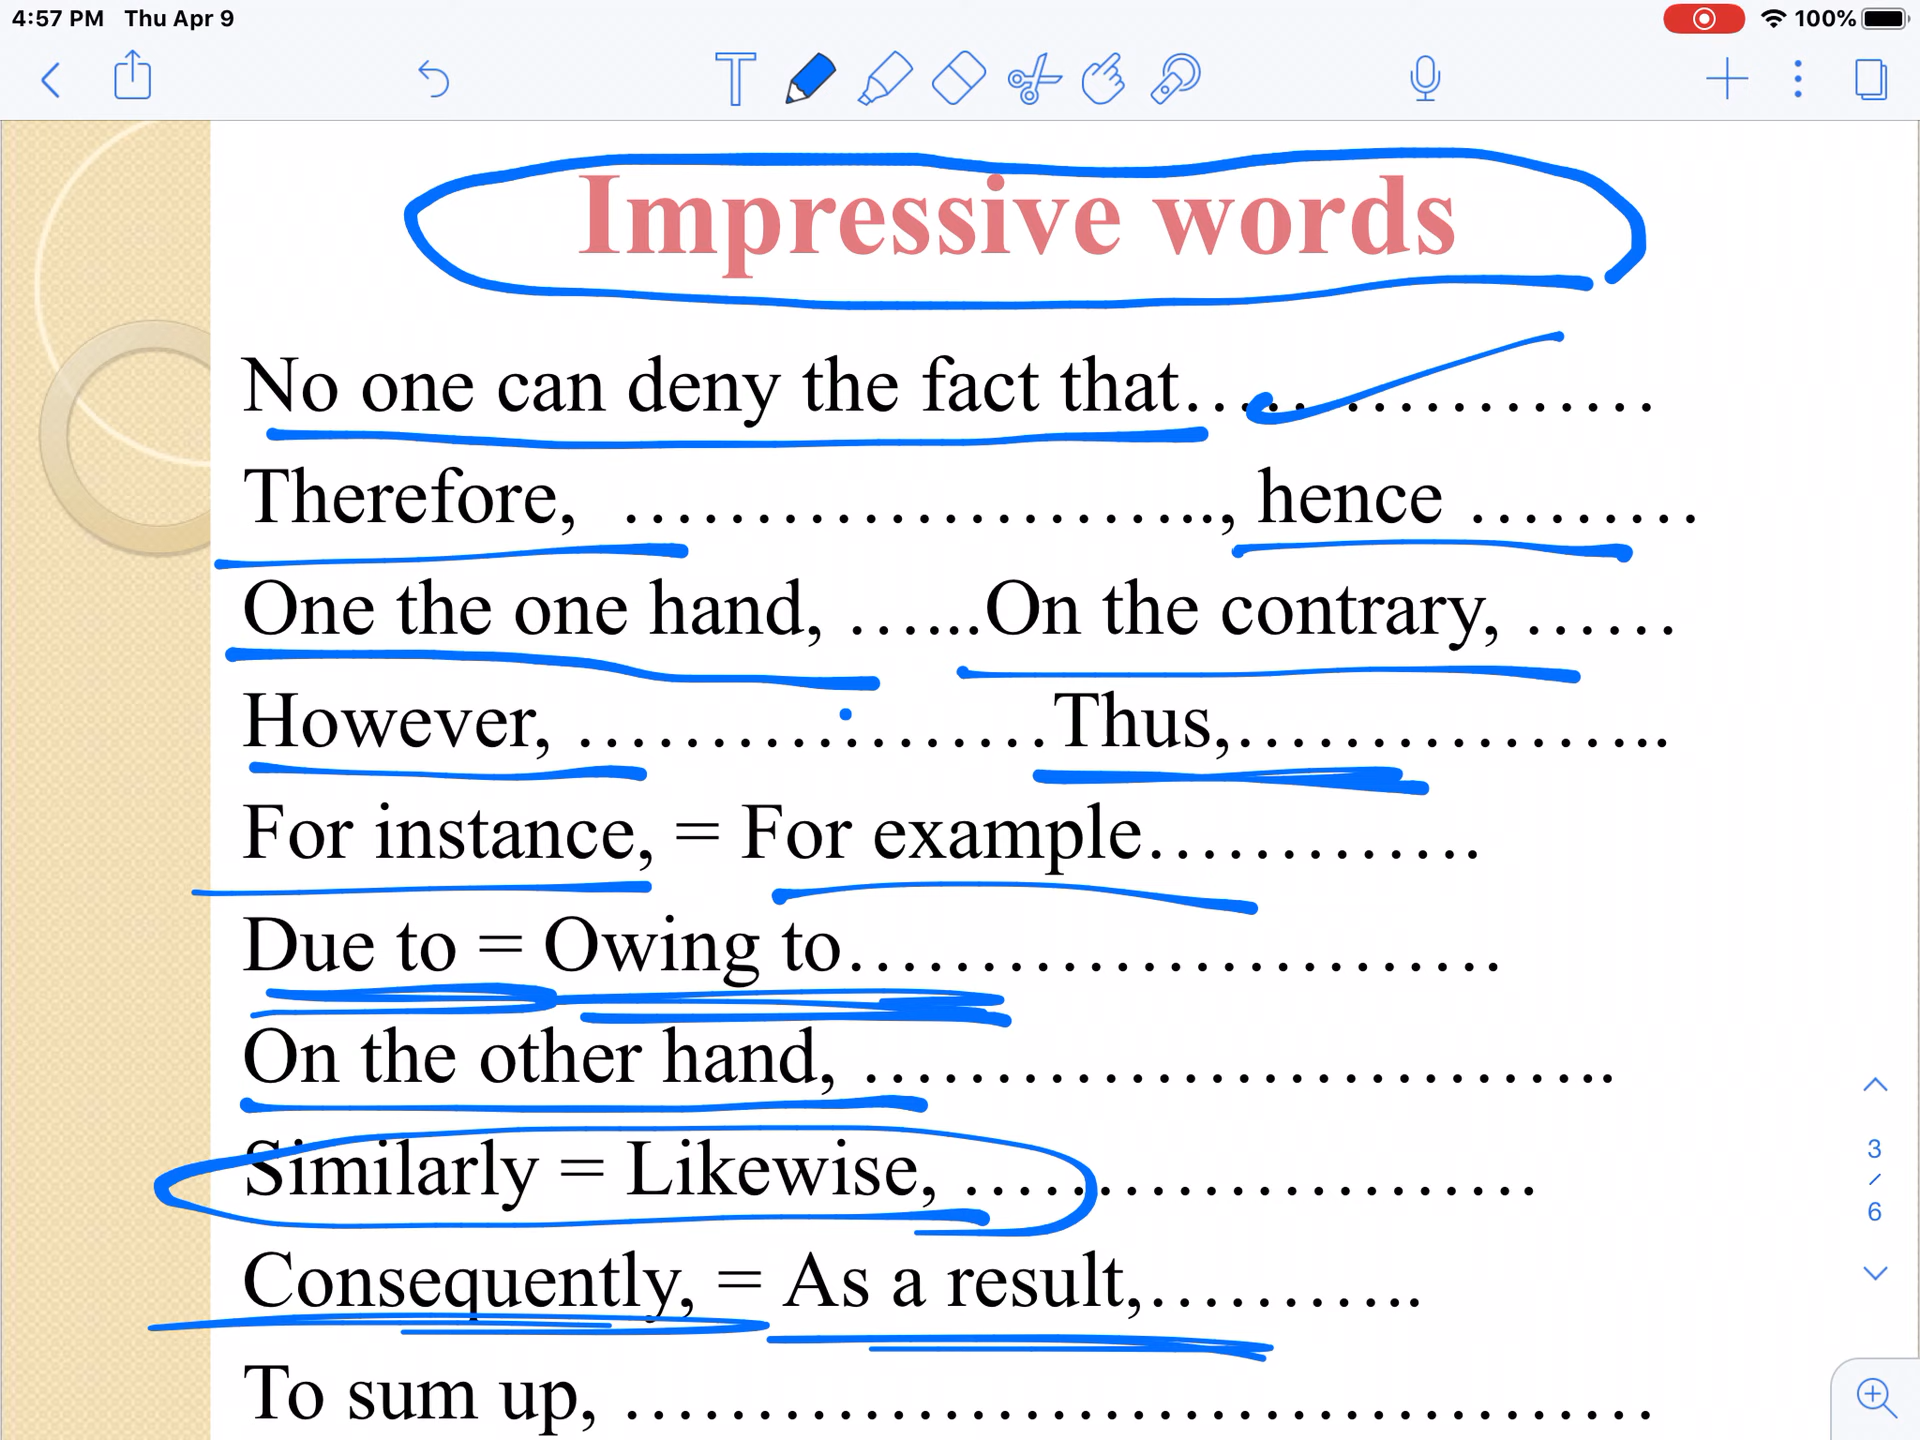 4:57 PM Thu Apr 9 100%
Impressive words
No one can deny the fact that....................
Therefore, ........................., hence .........
One the one hand, ......On the contrary, ......
However, ..................Thus,..................
For instance, = For example.............
Due to = Owing to.........................
On the other hand, .............................
Similarly = Likewise, ......................
Consequently, = As a result,...........
To sum up, .......................................
3
/
6